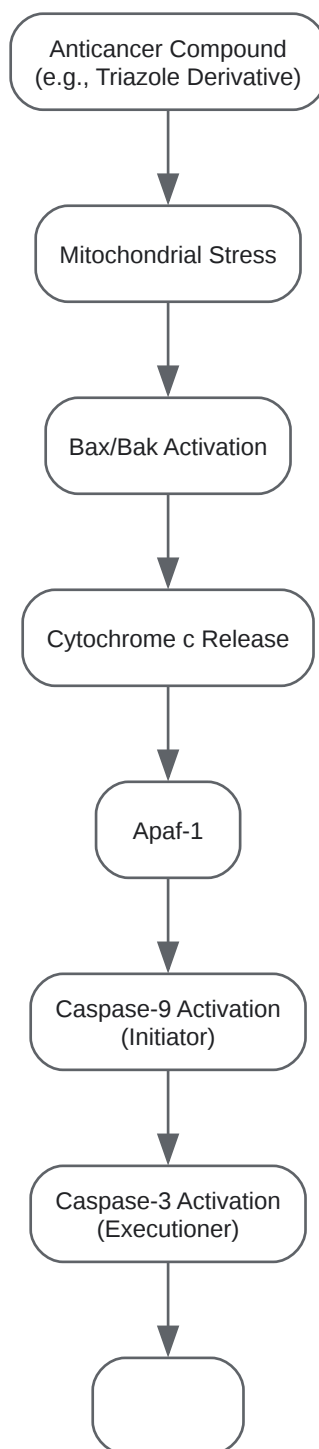 Anticancer Compound
(e.g., Triazole Derivative)
Mitochondrial Stress
Bax/Bak Activation
Cytochrome c Release
Apaf-1
Caspase-9 Activation
(Initiator)
Caspase-3 Activation
(Executioner)